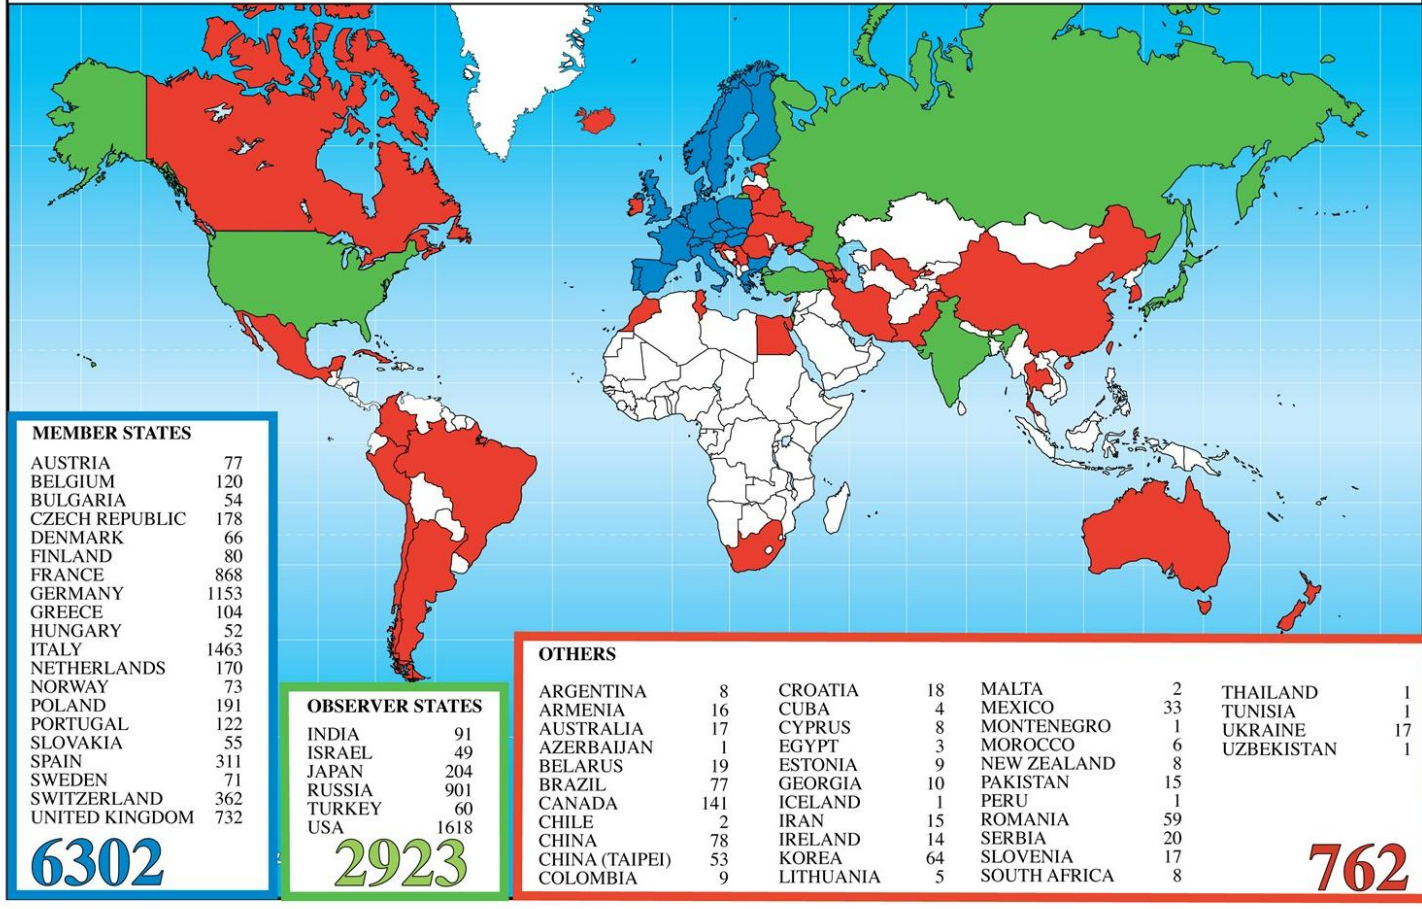 MEMBER STATES
AUSTRIA 77
BELGIUM 120
BULGARIA 54
CZECH REPUBLIC 178
DENMARK 66
FINLAND 80
FRANCE 868
GERMANY 1153
GREECE 104
HUNGARY 52
ITALY 1463
NETHERLANDS 170
NORWAY 73
POLAND 191
PORTUGAL 122
SLOVAKIA 55
SPAIN 311
SWEDEN 71
SWITZERLAND 362
UNITED KINGDOM 732
6302
OBSERVER STATES
INDIA 91
ISRAEL 49
JAPAN 204
RUSSIA 901
TURKEY 60
USA 1618
2923
OTHERS
ARGENTINA 8
ARMENIA 16
AUSTRALIA 17
AZERBAIJAN 1
BELARUS 19
BRAZIL 77
CANADA 141
CHILE 2
CHINA 78
CHINA (TAIPEI) 53
COLOMBIA 9
CROATIA 18
CUBA 4
CYPRUS 8
EGYPT 3
ESTONIA 9
GEORGIA 10
ICELAND 1
IRAN 15
IRELAND 14
KOREA 64
LITHUANIA 5
MALTA 2
MEXICO 33
MONTENEGRO 1
MOROCCO 6
NEW ZEALAND 8
PAKISTAN 15
PERU 1
ROMANIA 59
SERBIA 20
SLOVENIA 17
SOUTH AFRICA 8
THAILAND 1
TUNISIA 1
UKRAINE 17
UZBEKISTAN 1
762